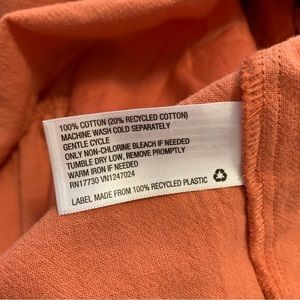 100% COTTON (20% RECYCLED COTTON)
MACHINE WASH COLD SEPARATELY
GENTLE CYCLE
ONLY NON-CHLORINE BLEACH IF NEEDED
TUMBLE DRY LOW, REMOVE PROMPTLY
WARM IRON IF NEEDED
RN17730 VN1247024
LABEL MADE FROM 100% RECYCLED PLASTIC